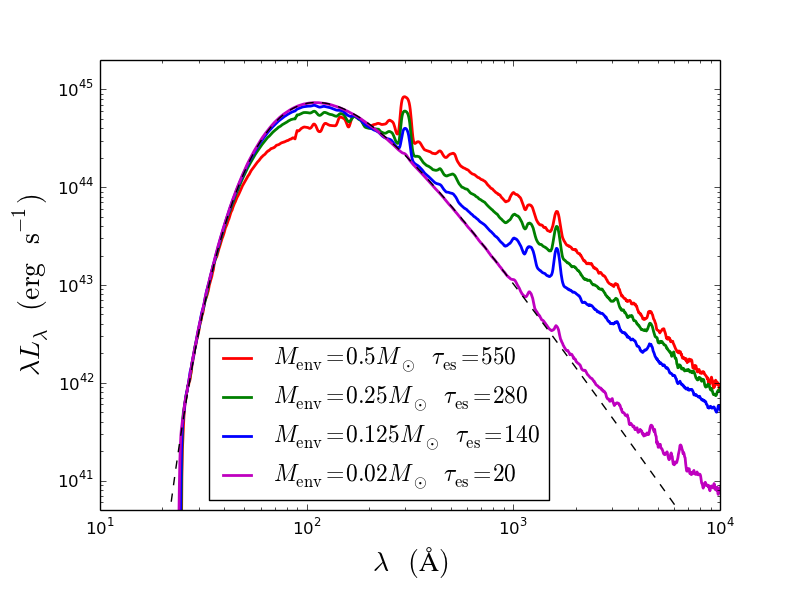 10^45
10^44
10^43
10^42
10^41
λL_λ (erg s^−1)
M_env=0.5M_⊙ τ_es=550
M_env=0.25M_⊙ τ_es=280
M_env=0.125M_⊙ τ_es=140
M_env=0.02M_⊙ τ_es=20
10^1 10^2 10^3 10^4
λ (Å)